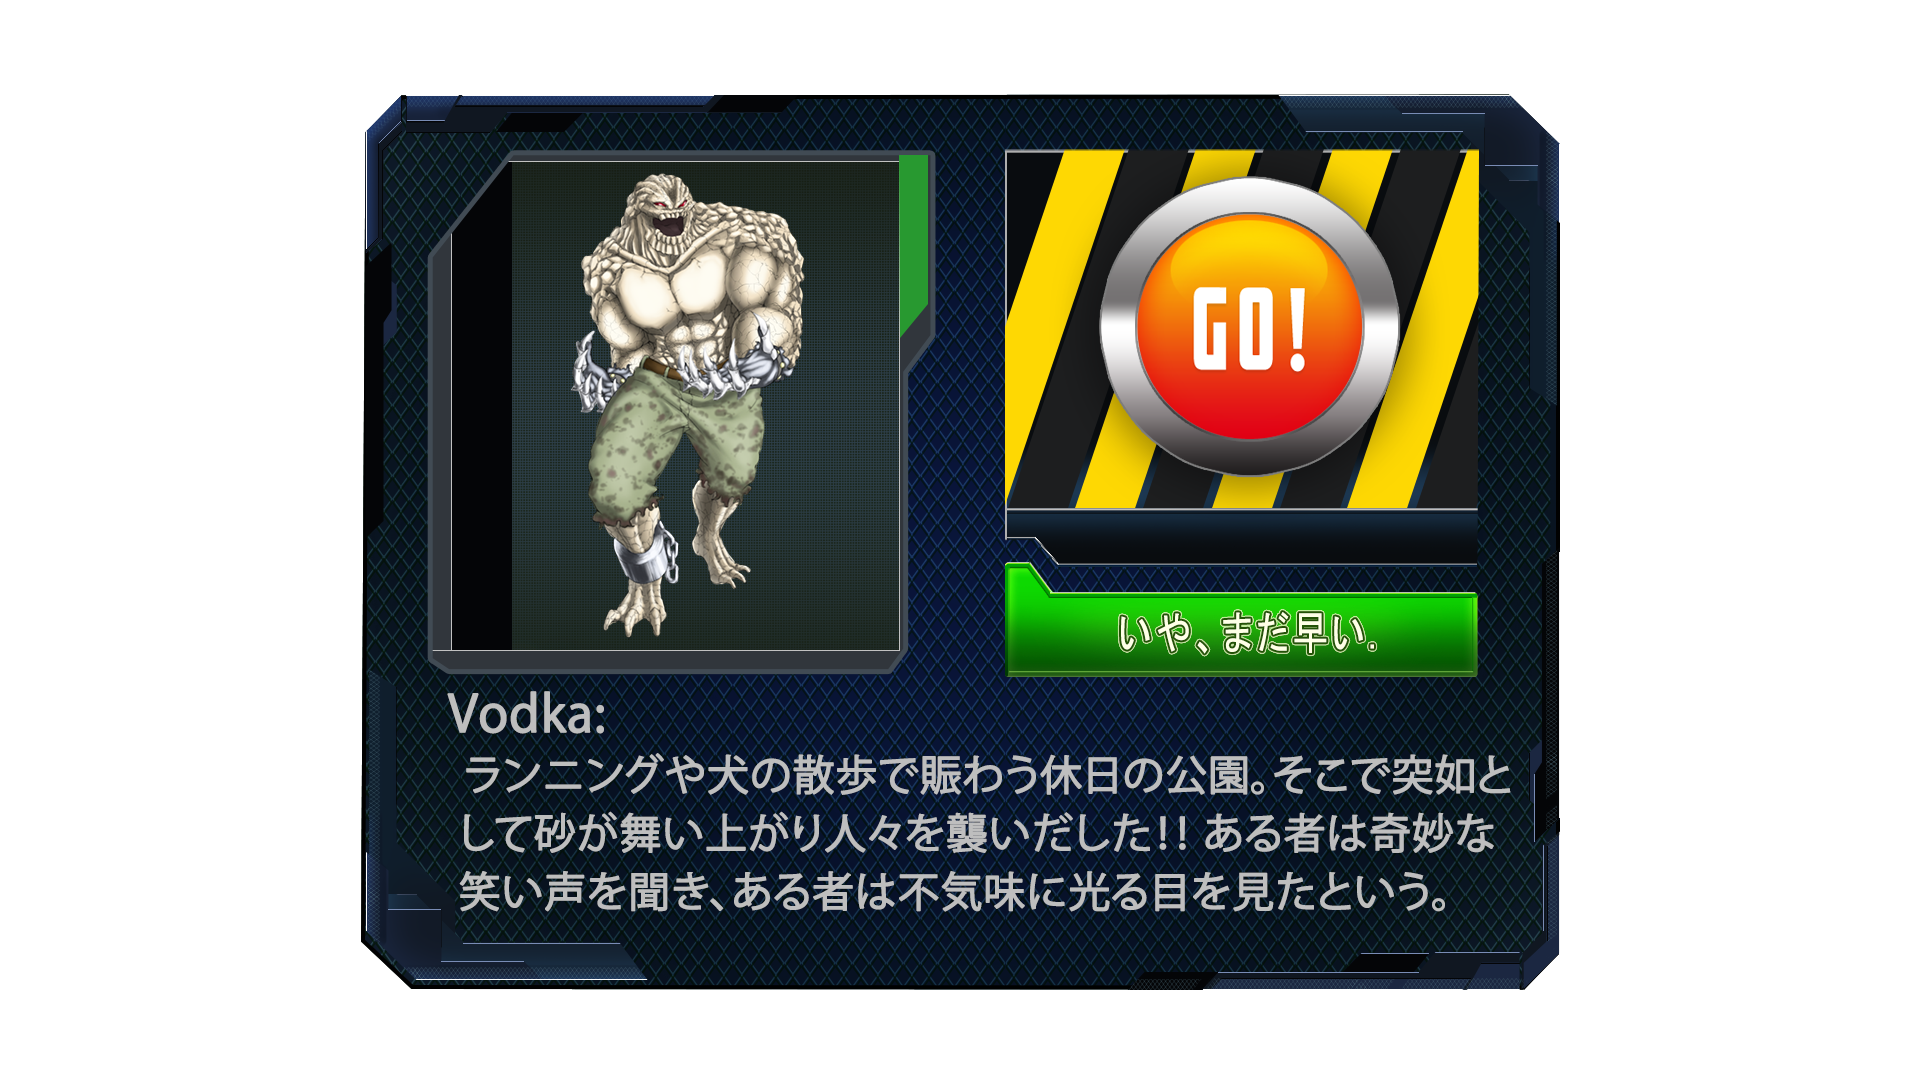 GO!
いや、まだ早い.
Vodka:
ランニングや犬の散歩で賑わう休日の公園。そこで突如と
して砂が舞い上がり人々を襲いだした!! ある者は奇妙な
笑い声を聞き、ある者は不気味に光る目を見たという。